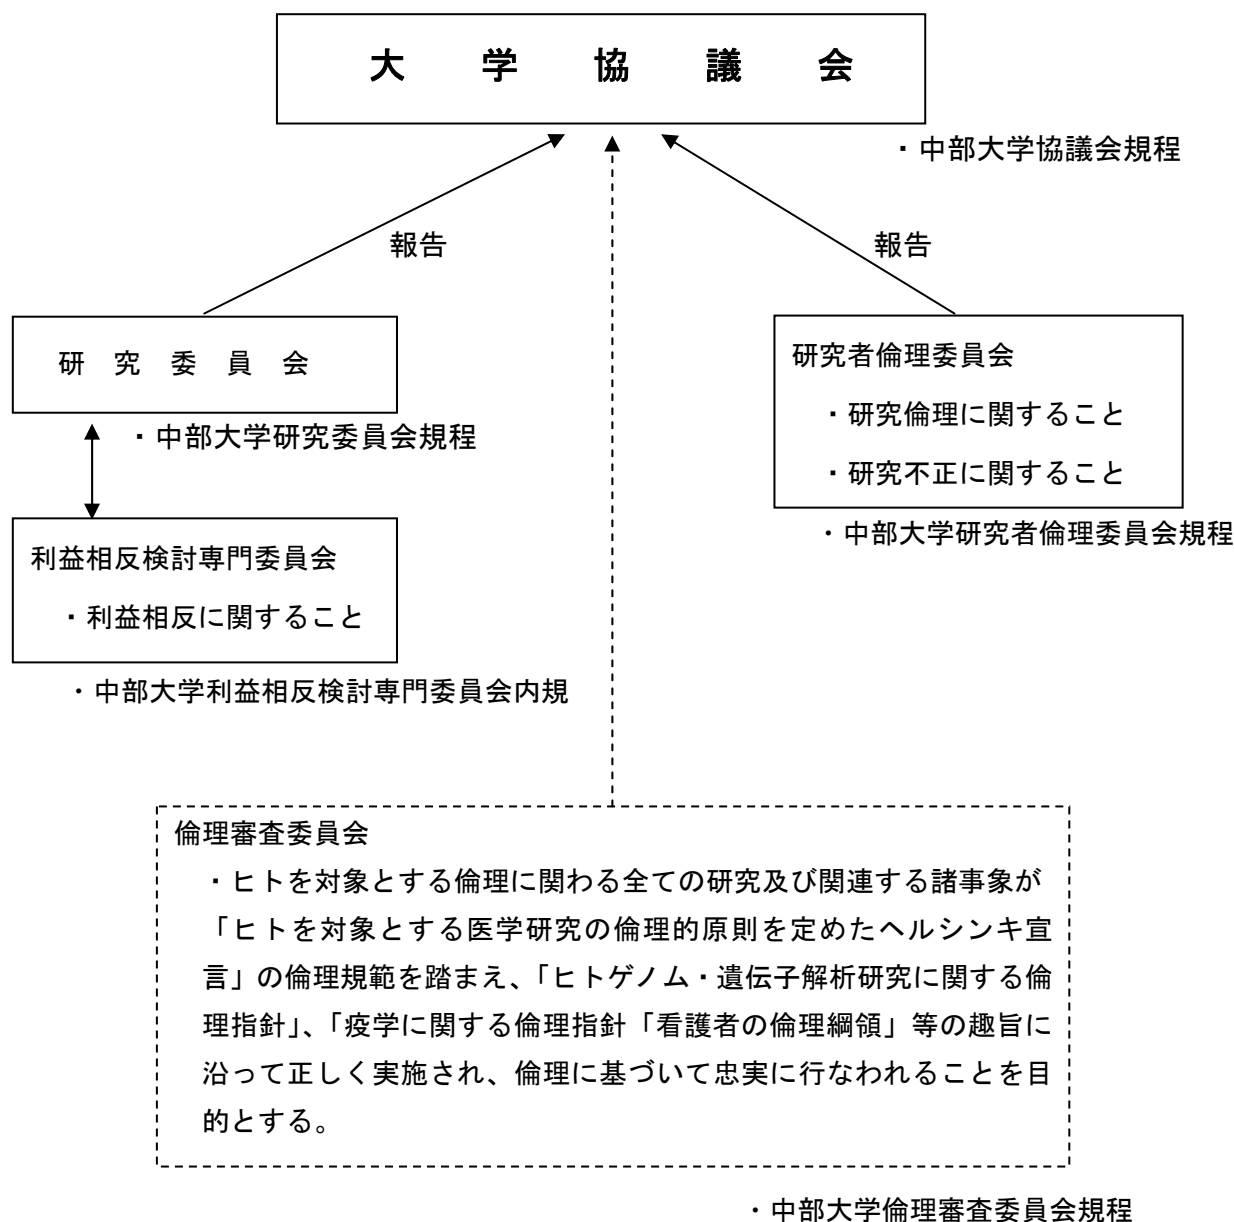 大学協議会
・中部大学協議会規程
報告
報告
研究委員会
・中部大学研究委員会規程
研究者倫理委員会
・研究倫理に関すること
・研究不正に関すること
・中部大学研究者倫理委員会規程
利益相反検討専門委員会
・利益相反に関すること
・中部大学利益相反検討専門委員会内規
倫理審査委員会
・ヒトを対象とする倫理に関わる全ての研究及び関連する諸事象が
「ヒトを対象とする医学研究の倫理的原則を定めたヘルシンキ宣
言」の倫理規範を踏まえ、「ヒトゲノム・遺伝子解析研究に関する倫
理指針」、「疫学に関する倫理指針「看護者の倫理綱領」等の趣旨に
沿って正しく実施され、倫理に基づいて忠実に行なわれることを目
的とする。
・中部大学倫理審査委員会規程